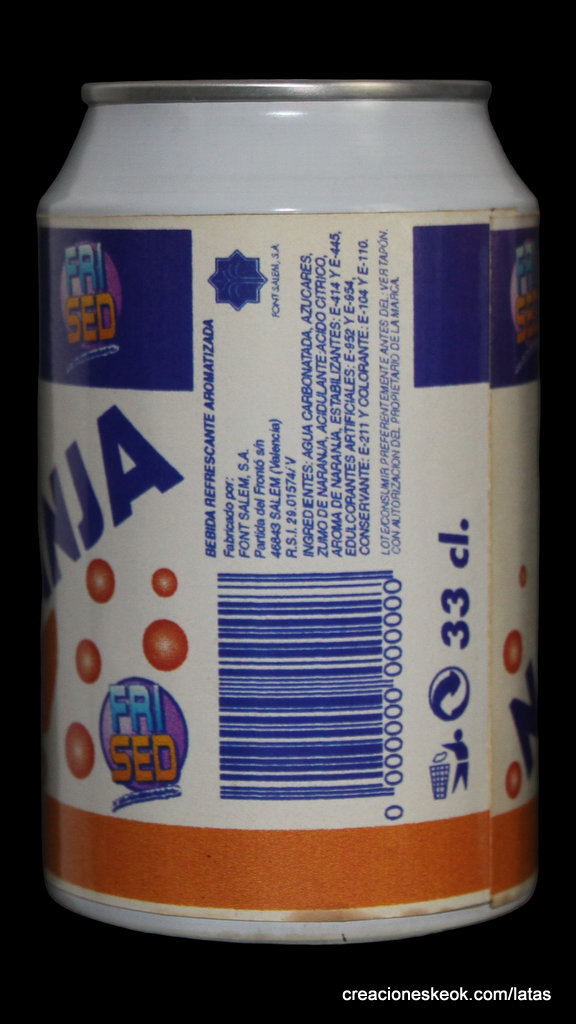 FRI
SED
NJA
FRI
SED
FONT SALEM, S.A.
BEBIDA REFRESCANTE AROMATIZADA
Fabricado por:
FONT SALEM, S.A.
Partida del Frontó s/n
46843 SALEM (Valencia)
R.S.I. 29.01574/V
INGREDIENTES: AGUA CARBONATADA, AZUCARES,
ZUMO DE NARANJA, ACIDULANTE: ACIDO CITRICO,
AROMA DE NARANJA, ESTABILIZANTES: E-414 Y E-445,
EDULCORANTES ARTIFICIALES: E-952 Y E-954,
CONSERVANTE: E-211 Y COLORANTE: E-104 Y E-110.
LOTE/CONSUMIR PREFERENTEMENTE ANTES DEL: VER TAPÓN.
CON AUTORIZACION DEL PROPIETARIO DE LA MARCA.
0 000000 000000
33 cl.
FRI
SED
N
creacioneskeok.com/latas